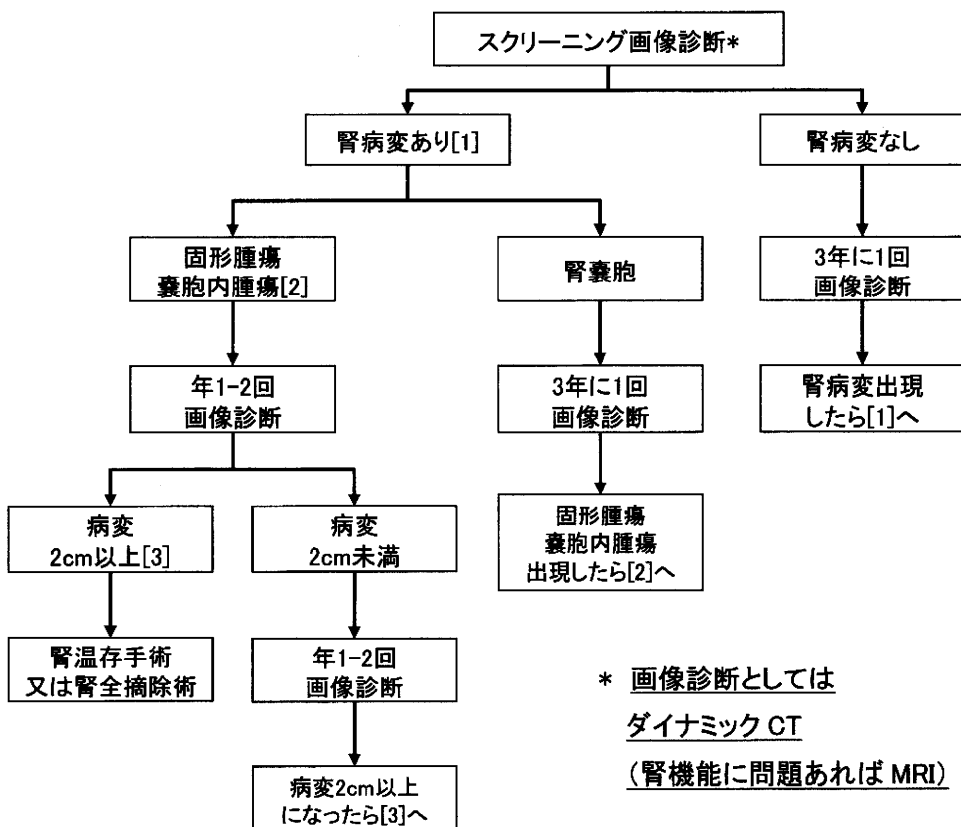 スクリーニング画像診断*
腎病変あり[1]
腎病変なし
固形腫瘍
嚢胞内腫瘍[2]
腎嚢胞
3年に1回
画像診断
年1-2回
画像診断
3年に1回
画像診断
腎病変出現
したら[1]へ
病変
2cm以上[3]
病変
2cm未満
固形腫瘍
嚢胞内腫瘍
出現したら[2]へ
腎温存手術
又は腎全摘除術
年1-2回
画像診断
病変2cm以上
になったら[3]へ
* 画像診断としては
ダイナミック CT
(腎機能に問題あれば MRI)